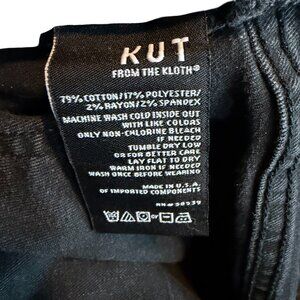 KUT
FROM THE KLOTH®
79% COTTON/17% POLYESTER/
2% RAYON/2% SPANDEX
MACHINE WASH COLD INSIDE OUT
WITH LIKE COLORS
ONLY NON-CHLORINE BLEACH
IF NEEDED
TUMBLE DRY LOW
OR FOR BETTER CARE
LAY FLAT TO DRY
WARM IRON IF NEEDED
WASH ONCE BEFORE WEARING
MADE IN U.S.A
OF IMPORTED COMPONENTS
RN# 58539